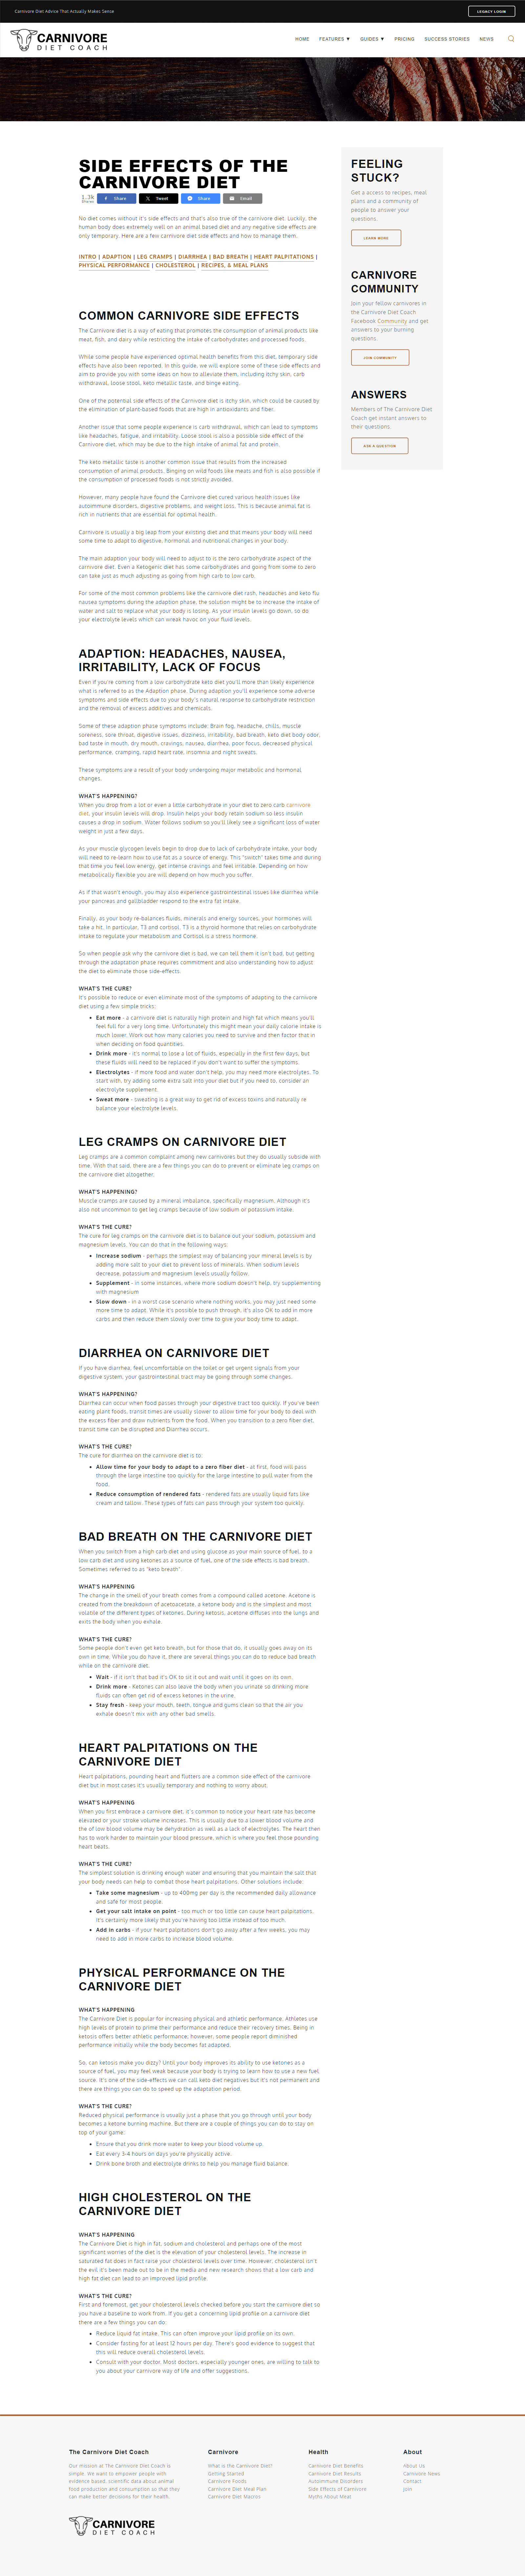 Carnivore Diet Advice That Actually Makes Sense
LEGACY LOGIN
CARNIVORE
DIET COACH
HOME FEATURES ▼ GUIDES ▼ PRICING SUCCESS STORIES NEWS
SIDE EFFECTS OF THE
CARNIVORE DIET
1.3k
Shares
Share
Tweet
Share
Email
No diet comes without it's side effects and that's also true of the carnivore diet. Luckily, the
human body does extremely well on an animal based diet and any negative side effects are
only temporary. Here are a few carnivore diet side effects and how to manage them.
INTRO | ADAPTION | LEG CRAMPS | DIARRHEA | BAD BREATH | HEART PALPITATIONS |
PHYSICAL PERFORMANCE | CHOLESTEROL | RECIPES, & MEAL PLANS
COMMON CARNIVORE SIDE EFFECTS
The Carnivore diet is a way of eating that promotes the consumption of animal products like
meat, fish, and dairy while restricting the intake of carbohydrates and processed foods.
While some people have experienced optimal health benefits from this diet, temporary side
effects have also been reported. In this guide, we will explore some of these side effects and
aim to provide you with some ideas on how to alleviate them, including itchy skin, carb
withdrawal, loose stool, keto metallic taste, and binge eating.
One of the potential side effects of the Carnivore diet is itchy skin, which could be caused by
the elimination of plant-based foods that are high in antioxidants and fiber.
Another issue that some people experience is carb withdrawal, which can lead to symptoms
like headaches, fatigue, and irritability. Loose stool is also a possible side effect of the
Carnivore diet, which may be due to the high intake of animal fat and protein.
The keto metallic taste is another common issue that results from the increased
consumption of animal products. Binging on wild foods like meats and fish is also possible if
the consumption of processed foods is not strictly avoided.
However, many people have found the Carnivore diet cured various health issues like
autoimmune disorders, digestive problems, and weight loss. This is because animal fat is
rich in nutrients that are essential for optimal health.
Carnivore is usually a big leap from your existing diet and that means your body will need
some time to adapt to digestive, hormonal and nutritional changes in your body.
The main adaption your body will need to adjust to is the zero carbohydrate aspect of the
carnivore diet. Even a Ketogenic diet has some carbohydrates and going from some to zero
can take just as much adjusting as going from high carb to low carb.
For some of the most common problems like the carnivore diet rash, headaches and keto flu
nausea symptoms during the adaption phase, the solution might be to increase the intake of
water and salt to replace what your body is losing. As your insulin levels go down, so do
your electrolyte levels which can wreak havoc on your body.
ADAPTION: HEADACHES, NAUSEA,
IRRITABILITY, LACK OF FOCUS
Even if you're coming from a low carbohydrate keto diet you'll more than likely experience
what is referred to as the Adaption phase. During adaption you'll experience some adverse
symptoms and side effects due to your body's natural response to carbohydrate restriction
and the removal of excess additives and chemicals.
Some of these adaption phase symptoms include: Brain fog, headache, chills, muscle
soreness, sore throat, digestive issues, dizziness, irritability, bad breath, keto diet body odor,
bad taste in mouth, dry mouth, cravings, nausea, diarrhea, poor focus, decreased physical
performance, cramping, rapid heart rate, insomnia and night sweats.
These symptoms are a result of your body undergoing major metabolic and hormonal
changes.
WHAT'S HAPPENING?
When you drop from a lot or even a little carbohydrate in your diet to zero carb carnivore
diet, your insulin levels will drop. Insulin helps your body retain sodium so less insulin
causes a drop in sodium. Water follows sodium so you'll likely see a significant loss of water
weight in just a few days.
As your muscle glycogen levels begin to drop due to lack of carbohydrate intake, your body
will need to re-learn how to use fat as a source of energy. This "switch" takes time and during
that time you feel low energy, get intense cravings and feel irritable. Depending on how
metabolically flexible you are will depend on how much you suffer.
As if that wasn't enough, you may also experience gastrointestinal issues like diarrhea while
your pancreas and gallbladder respond to the extra fat intake.
Finally, as your body re-balances fluids, minerals and energy sources, your hormones will
take a hit. In particular, T3 and cortisol. T3 is a thyroid hormone that relies on carbohydrate
intake to regulate your metabolism and Cortisol is a stress hormone.
So when people ask why the carnivore diet is bad, we can tell them it isn't bad, but getting
through the adaptation phase requires commitment and also understanding how to adjust
the diet to eliminate those side-effects.
WHAT'S THE CURE?
It's possible to reduce or even eliminate most of the symptoms of adapting to the carnivore
diet using a few simple tricks:
• Eat more - a carnivore diet is naturally high protein and high fat which means you'll
feel full for a very long time. Unfortunately this might mean your daily calorie intake is
much lower. Work out how many calories you need to survive and then factor that in
when deciding on food quantities.
• Drink more - it's normal to lose a lot of fluids, especially in the first few days, but
these fluids will need to be replaced if you don't want to suffer the symptoms.
• Electrolytes - if more food and water don't help, you may need more electrolytes. To
start with, try adding some extra salt into your diet but if you need to, consider an
electrolyte supplement.
• Sweat more - sweating is a great way to get rid of excess toxins and naturally re
balance your electrolyte levels.
LEG CRAMPS ON CARNIVORE DIET
Leg cramps are a common complaint among new carnivores but they do usually subside with
time. With that said, there are a few things you can do to prevent or eliminate leg cramps on
the carnivore diet altogether.
WHAT'S HAPPENING?
Muscle cramps are caused by a mineral imbalance, specifically magnesium. Although it's
also not uncommon to get leg cramps because of low sodium or potassium intake.
WHAT'S THE CURE?
The cure for leg cramps on the carnivore diet is to balance out your sodium, potassium and
magnesium levels. You can do that in the following ways:
• Increase sodium - perhaps the simplest way of balancing your mineral levels is by
adding more salt to your diet to prevent loss of minerals. When sodium levels
decrease, potassium and magnesium levels usually follow.
• Supplement - in some instances, where more sodium doesn't help, try supplementing
with magnesium
• Slow down - in a worst case scenario where nothing works, you may just need some
more time to adapt. While it's possible to push through, it's also OK to add in more
carbs and then reduce them slowly over time to give your body time to adapt.
DIARRHEA ON CARNIVORE DIET
If you have diarrhea, feel uncomfortable on the toilet or get urgent signals from your
digestive system, your gastrointestinal tract may be going through some changes.
WHAT'S HAPPENING?
Diarrhea can occur when food passes through your digestive tract too quickly. If you've been
eating plant foods, transit times are usually slower to allow time for your body to deal with
the excess fiber and draw nutrients from the food. When you transition to a zero fiber diet,
transit time can be disrupted and Diarrhea occurs.
WHAT'S THE CURE?
The cure for diarrhea on the carnivore diet is to:
• Allow time for your body to adapt to a zero fiber diet - at first, food will pass
through the large intestine too quickly for the large intestine to pull water from the
food.
• Reduce consumption of rendered fats - rendered fats are usually liquid fats like
cream and tallow. These types of fats can pass through your system too quickly.
BAD BREATH ON THE CARNIVORE DIET
When you switch from a high carb diet and using glucose as your main source of fuel, to a
low carb diet and using ketones as a source of fuel, one of the side effects is bad breath.
Sometimes referred to as "keto breath".
WHAT'S HAPPENING
The change in the smell of your breath comes from a compound called acetone. Acetone is
created from the breakdown of acetoacetate, a ketone body and is the simplest and most
volatile of the different types of ketones. During ketosis, acetone diffuses into the lungs and
exits the body when you exhale.
WHAT'S THE CURE?
Some people don't even get keto breath, but for those that do, it usually goes away on its
own in time. While you do have it, there are several things you can do to reduce bad breath
while on the carnivore diet.
• Wait - if it isn't that bad it's OK to sit it out and wait until it goes on its own.
• Drink more - Ketones can also leave the body when you urinate so drinking more
fluids can often get rid of excess ketones in the urine.
• Stay fresh - keep your mouth, teeth, tongue and gums clean so that the air you
exhale doesn't mix with any other bad smells.
HEART PALPITATIONS ON THE
CARNIVORE DIET
Heart palpitations, pounding heart and flutters are a common side effect of the carnivore
diet but in most cases it's usually temporary and nothing to worry about.
WHAT'S HAPPENING
When you first embrace a carnivore diet, it's common to notice your heart rate has become
elevated or your stroke volume increases. This is usually due to a lower blood volume and
the of low blood volume may be dehydration as well as a lack of electrolytes. The heart then
has to work harder to maintain your blood pressure, which is where you feel those pounding
heart beats.
WHAT'S THE CURE?
The simplest solution is drinking enough water and ensuring that you maintain the salt that
your body needs can help to combat those heart palpitations. Other solutions include:
• Take some magnesium - up to 400mg per day is the recommended daily allowance
and safe for most people.
• Get your salt intake on point - too much or too little can cause heart palpitations.
It's certainly more likely that you're having too little instead of too much.
• Add in carbs - if your heart palpitations don't go away after a few weeks, you may
need to add in more carbs to increase blood volume.
PHYSICAL PERFORMANCE ON THE
CARNIVORE DIET
WHAT'S HAPPENING
The Carnivore Diet is popular for increasing physical and athletic performance. Athletes use
high levels of protein to prime their performance and reduce their recovery times. Being in
ketosis offers better athletic performance, however, some people report diminished
performance initially while the body becomes fat adapted.
So, can ketosis make you dizzy? Until your body improves its ability to use ketones as a
source of fuel, you may feel weak because your body is trying to learn how to use a new fuel
source. It's one of the side-effects we can call keto diet negatives but it's not permanent and
there are things you can do to speed up the adaptation period.
WHAT'S THE CURE?
Reduced physical performance is usually just a phase that you go through until your body
becomes a ketone burning machine. But there are a couple of things you can do to stay on
top of your game:
• Ensure that you drink more water to keep your blood volume up.
• Eat every 3-4 hours on days you're physically active.
• Drink bone broth and electrolyte drinks to help you manage fluid balance.
HIGH CHOLESTEROL ON THE
CARNIVORE DIET
WHAT'S HAPPENING
The Carnivore Diet is high in fat, sodium and cholesterol and perhaps one of the most
significant worries of the diet is the elevation of your cholesterol levels. The increase in
saturated fat does in fact raise your cholesterol levels over time. However, cholesterol isn't
the evil it's been made out to be in the media and new research shows that a low carb and
high fat diet can lead to an improved lipid profile.
WHAT'S THE CURE?
First and foremost, get your cholesterol levels checked before you start the carnivore diet so
you have a baseline to work from. If you get a concerning lipid profile on a carnivore diet
there are a few things you can do:
• Reduce liquid fat intake. This can often improve your lipid profile on its own.
• Consider fasting for at least 12 hours per day. There's good evidence to suggest that
this will reduce overall cholesterol levels.
• Consult with your doctor. Most doctors, especially younger ones, are willing to talk to
you about your carnivore way of life and offer suggestions.
FEELING
STUCK?
Get a access to recipes, meal
plans and a community of
people to answer your
questions.
LEARN MORE
CARNIVORE
COMMUNITY
Join your fellow carnivores in
the Carnivore Diet Coach
Facebook Community and get
answers to your burning
questions.
JOIN COMMUNITY
ANSWERS
Members of The Carnivore Diet
Coach get instant answers to
their questions.
ASK A QUESTION
The Carnivore Diet Coach
Our mission at The Carnivore Diet Coach is
simple. We want to empower people with
evidence based, scientific data about animal
food production and consumption so that they
can make better decisions for their health.
CARNIVORE
DIET COACH
Carnivore
What is the Carnivore Diet?
Getting Started
Carnivore Foods
Carnivore Diet Meal Plan
Carnivore Diet Macros
Health
Carnivore Diet Benefits
Carnivore Diet Results
Autoimmune Disorders
Side Effects of Carnivore
Myths About Meat
About
About Us
Carnivore News
Contact
Join